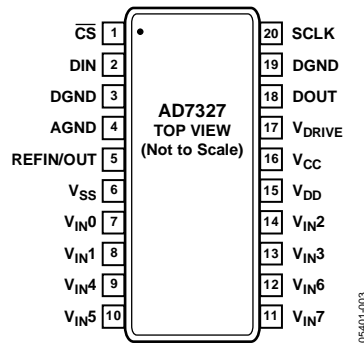 CS 1
DIN 2
DGND 3
AGND 4
REFIN/OUT 5
VSS 6
VIN0 7
VIN1 8
VIN4 9
VIN5 10
AD7327
TOP VIEW
(Not to Scale)
20 SCLK
19 DGND
18 DOUT
17 VDRIVE
16 VCC
15 VDD
14 VIN2
13 VIN3
12 VIN6
11 VIN7
05401-003